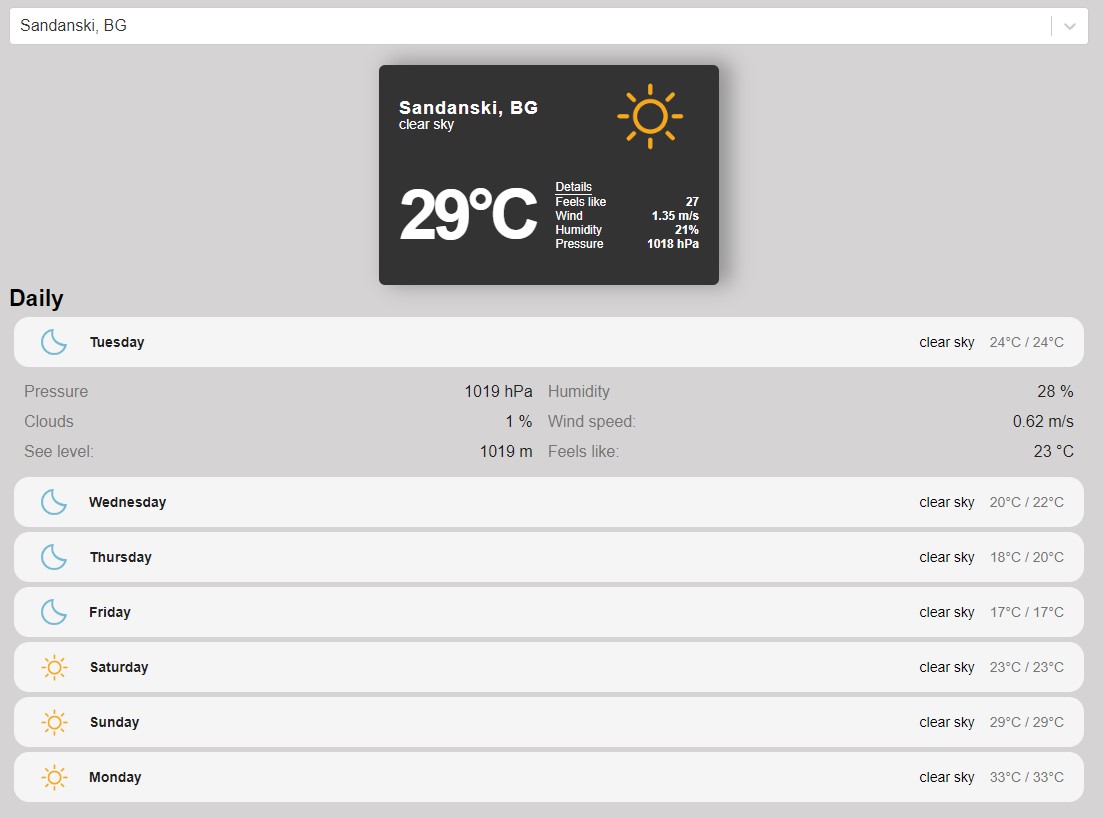 Sandanski, BG
Sandanski, BG
clear sky
29°C
Details
Feels like 27
Wind 1.35 m/s
Humidity 21%
Pressure 1018 hPa
Daily
Tuesday clear sky 24°C / 24°C
Pressure 1019 hPa Humidity 28 %
Clouds 1 % Wind speed: 0.62 m/s
See level: 1019 m Feels like: 23 °C
Wednesday clear sky 20°C / 22°C
Thursday clear sky 18°C / 20°C
Friday clear sky 17°C / 17°C
Saturday clear sky 23°C / 23°C
Sunday clear sky 29°C / 29°C
Monday clear sky 33°C / 33°C